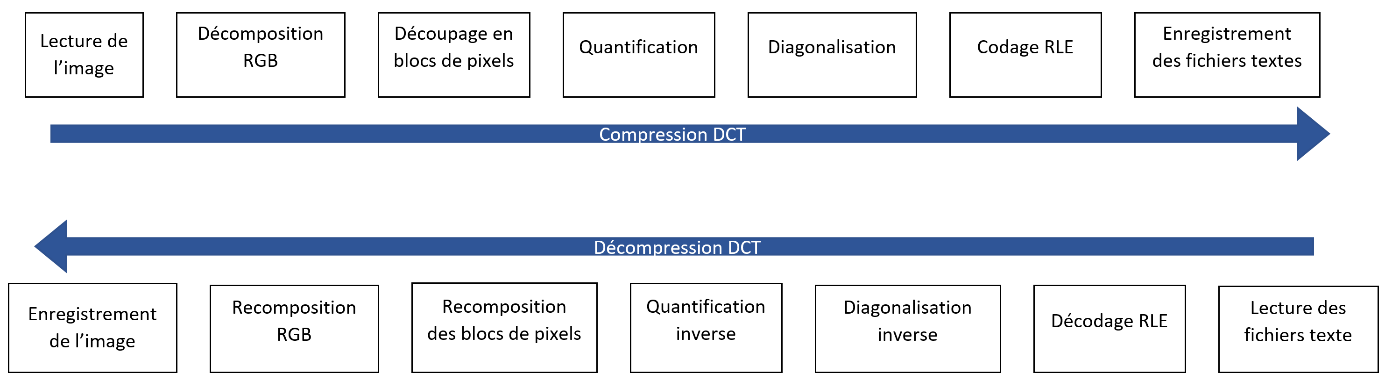 Lecture de
l’image
Décomposition
RGB
Découpage en
blocs de pixels
Quantification
Diagonalisation
Codage RLE
Enregistrement
des fichiers textes
Compression DCT
Décompression DCT
Enregistrement
de l’image
Recomposition
RGB
Recomposition
des blocs de pixels
Quantification
inverse
Diagonalisation
inverse
Décodage RLE
Lecture des
fichiers texte